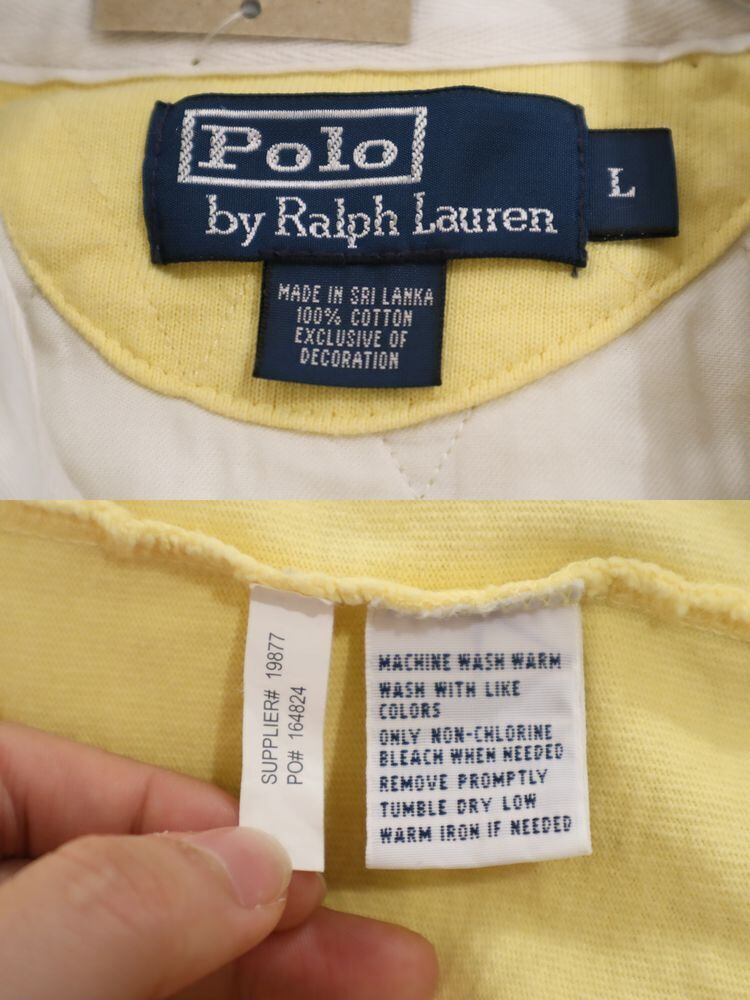 Polo
by Ralph Lauren
L
MADE IN SRI LANKA
100% COTTON
EXCLUSIVE OF
DECORATION
SUPPLIER# 19877
PO# 164824
MACHINE WASH WARM
WASH WITH LIKE
COLORS
ONLY NON-CHLORINE
BLEACH WHEN NEEDED
REMOVE PROMPTLY
TUMBLE DRY LOW
WARM IRON IF NEEDED